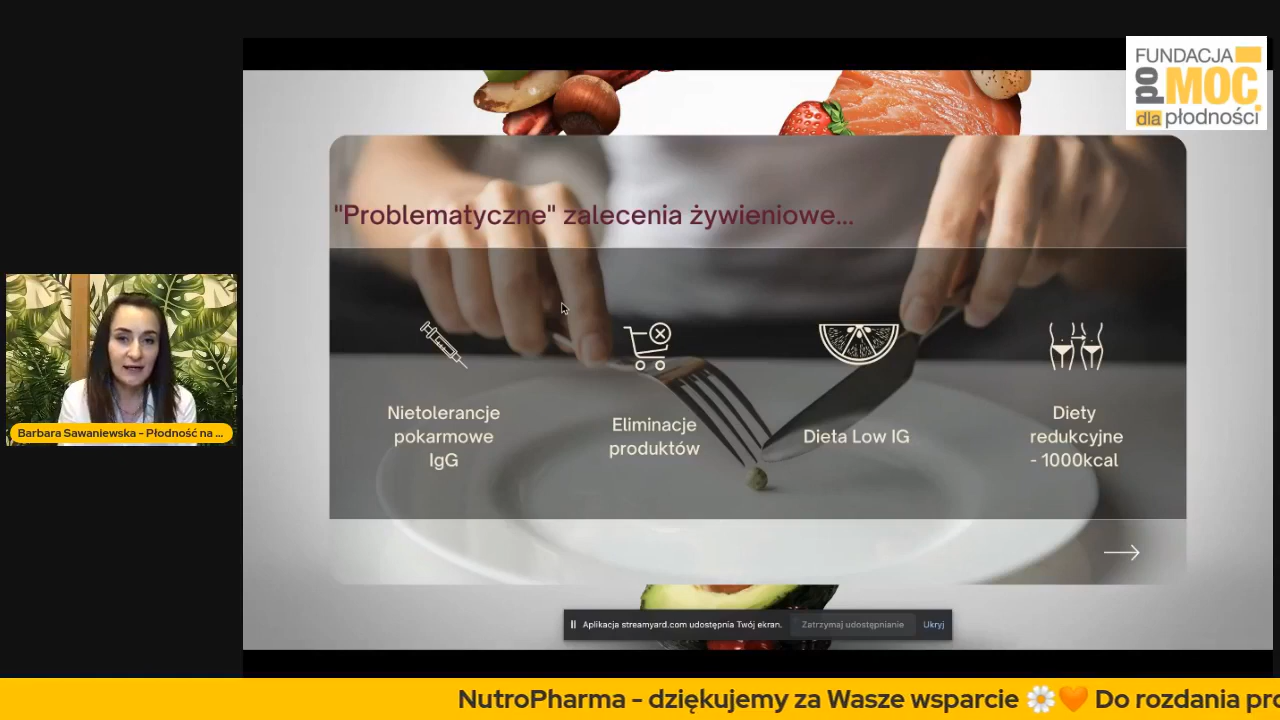 FUNDACJA
po MOC
dla płodności
"Problematyczne" zalecenia żywieniowe...
Nietolerancje
pokarmowe
IgG
Eliminacje
produktów
Dieta Low IG
Diety
redukcyjne
- 1000kcal
Barbara Sawaniewska - Płodność na ...
Aplikacja streamyard.com udostępnia Twój ekran.
Zatrzymaj udostępnianie
Ukryj
NutroPharma - dziękujemy za Wasze wsparcie 🌼🧡 Do rozdania pro